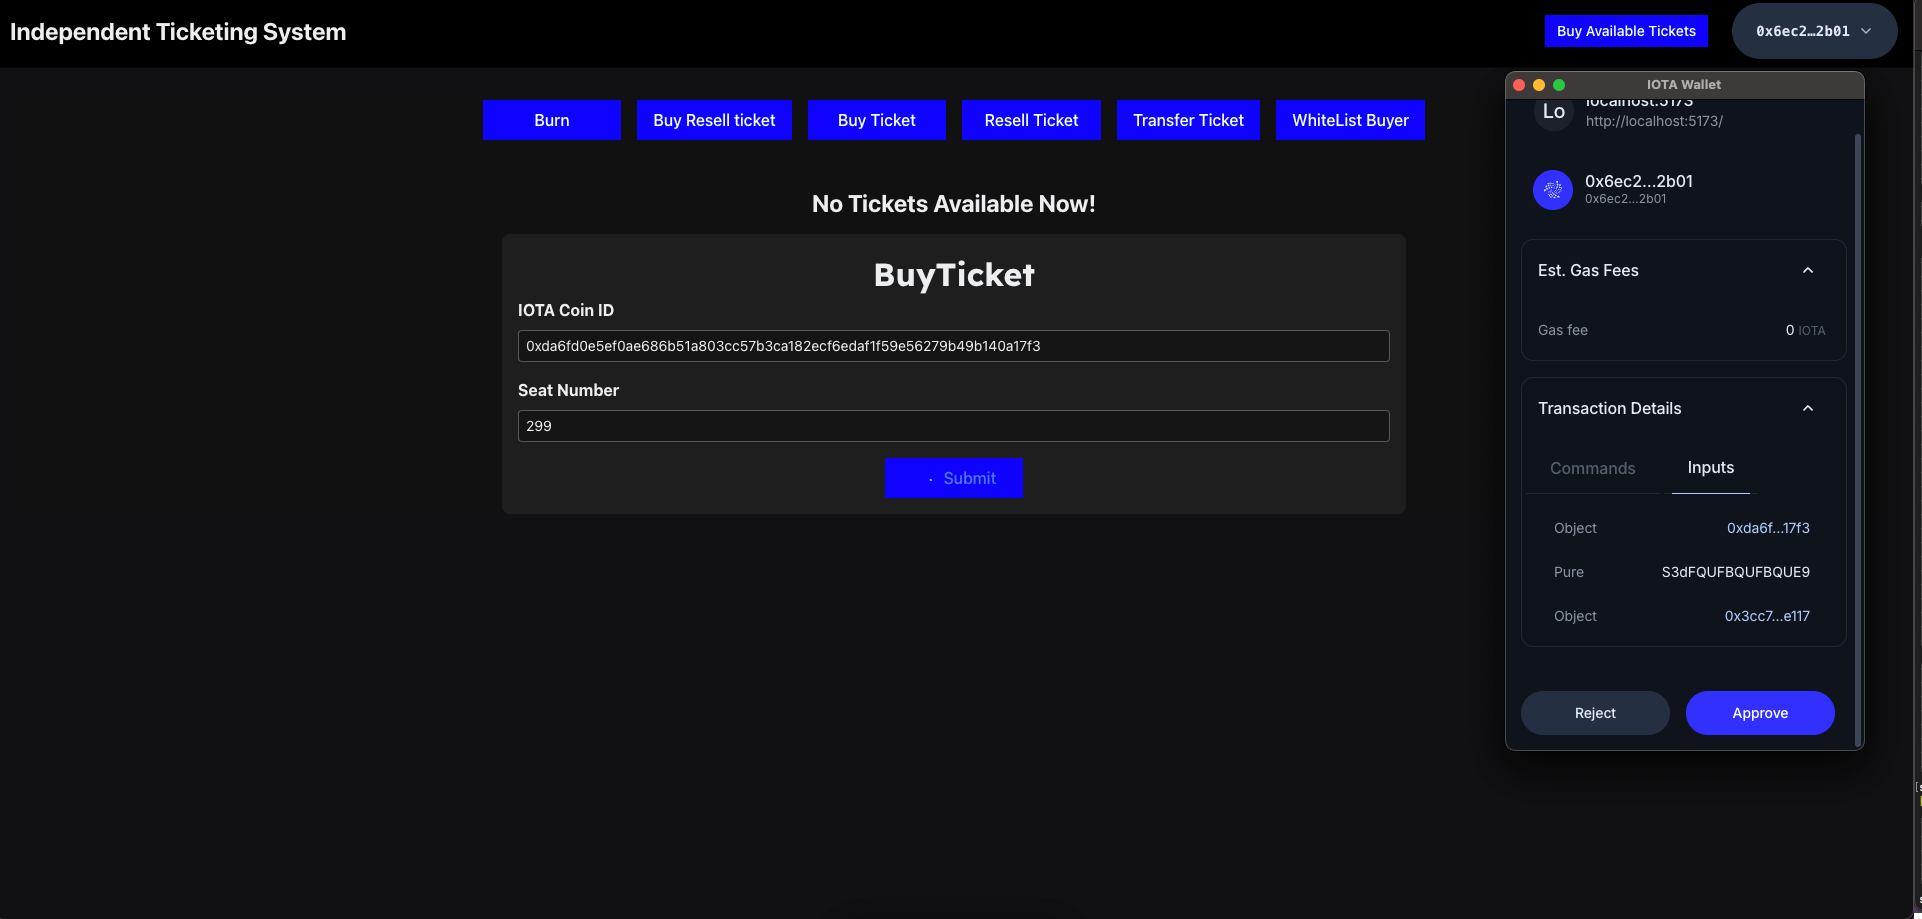 Independent Ticketing System
Buy Available Tickets
0x6ec2…2b01
Burn
Buy Resell ticket
Buy Ticket
Resell Ticket
Transfer Ticket
WhiteList Buyer
No Tickets Available Now!
BuyTicket
IOTA Coin ID
0xda6fd0e5ef0ae686b51a803cc57b3ca182ecf6edaf1f59e56279b49b140a17f3
Seat Number
299
Submit
IOTA Wallet
Lo
localhost:5173
http://localhost:5173/
0x6ec2...2b01
0x6ec2...2b01
Est. Gas Fees
Gas fee
0 IOTA
Transaction Details
Commands
Inputs
Object
0xda6f...17f3
Pure
S3dFQUFBQUFBQUE9
Object
0x3cc7...e117
Reject
Approve